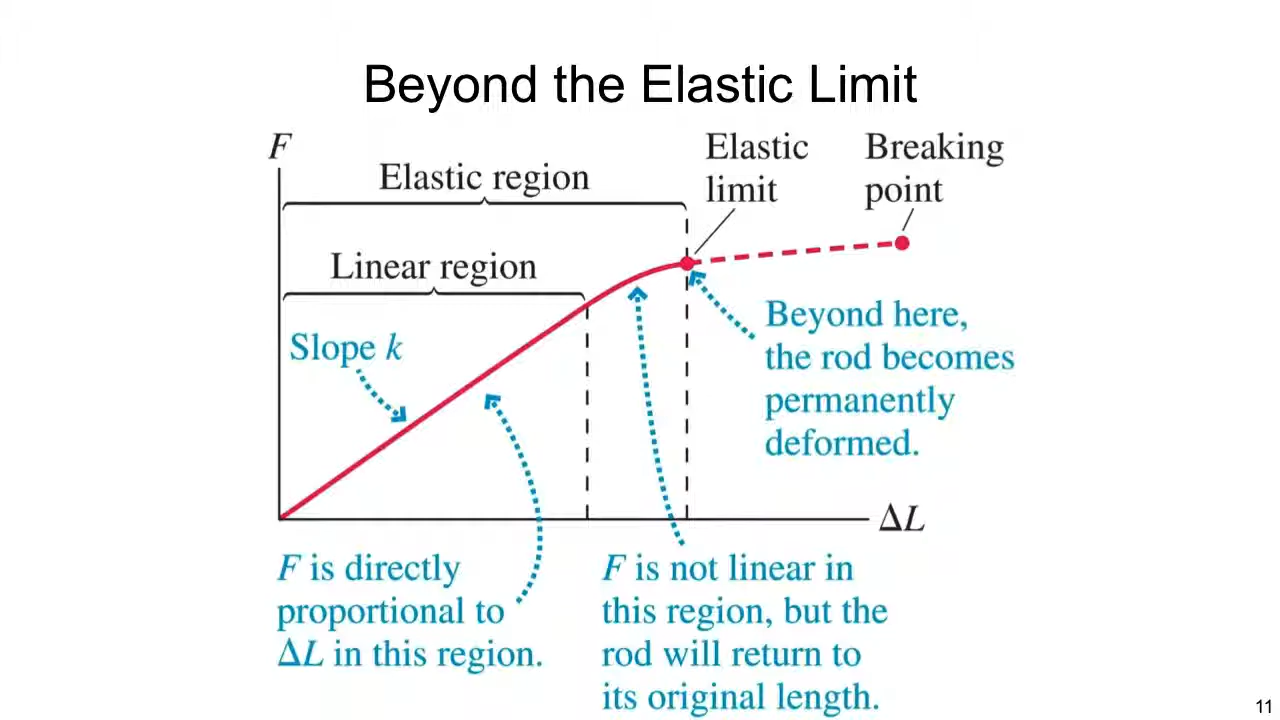 Beyond the Elastic Limit
F
Elastic region
Elastic
limit
Breaking
point
Linear region
Slope k
Beyond here,
the rod becomes
permanently
deformed.
ΔL
F is directly
proportional to
ΔL in this region.
F is not linear in
this region, but the
rod will return to
its original length.
11